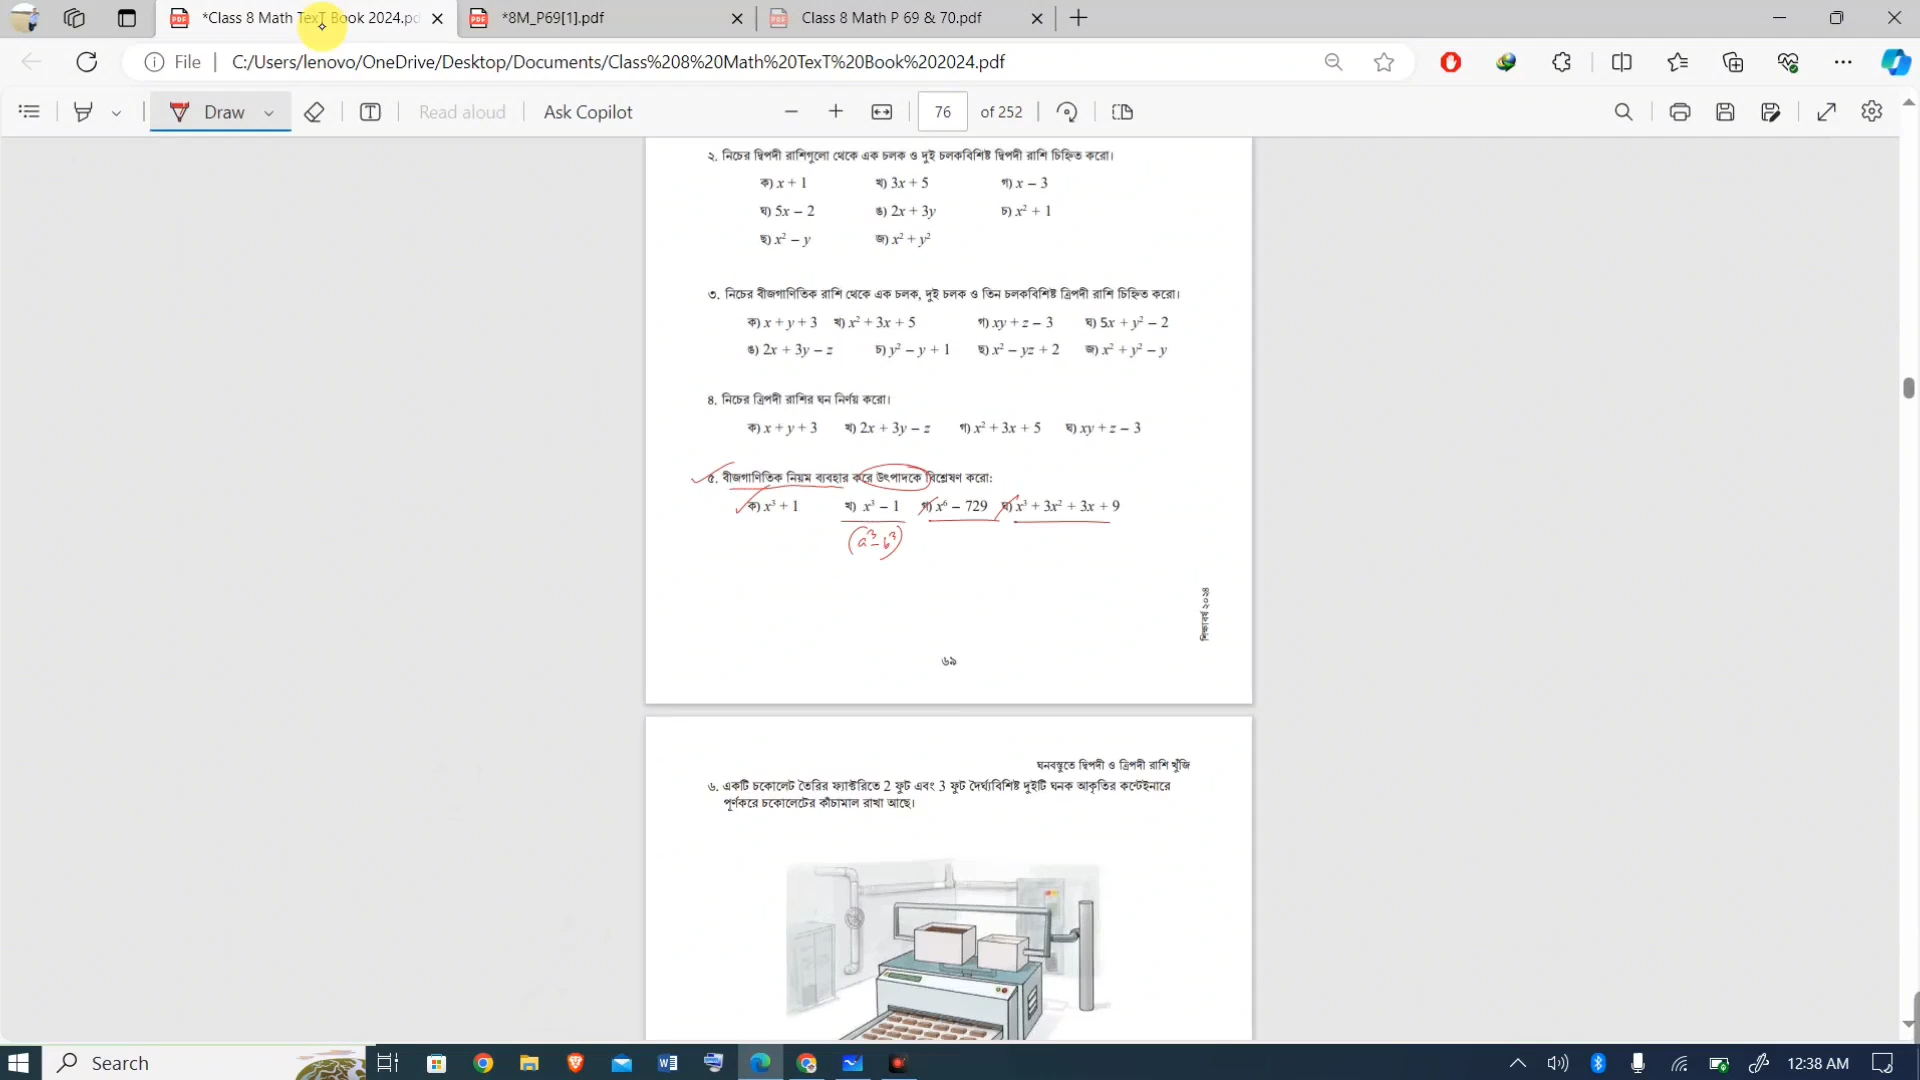 *Class 8 Math TexT Book 2024.pd
*8M_P69[1].pdf
Class 8 Math P 69 & 70.pdf
File
C:/Users/lenovo/OneDrive/Desktop/Documents/Class%208%20Math%20TexT%20Book%202024.pdf
Draw
Read aloud
Ask Copilot
76 of 252
২. নিচের দ্বিপদী রাশিগুলো থেকে এক চলক ও দুই চলকবিশিষ্ট দ্বিপদী রাশি চিহ্নিত করো।
ক) x + 1 খ) 3x + 5 গ) x – 3
ঘ) 5x – 2 ঙ) 2x + 3y চ) x² + 1
ছ) x² – y জ) x² + y²
৩. নিচের বীজগাণিতিক রাশি থেকে এক চলক, দুই চলক ও তিন চলকবিশিষ্ট ত্রিপদী রাশি চিহ্নিত করো।
ক) x + y + 3 খ) x² + 3x + 5 গ) xy + z – 3 ঘ) 5x + y² – 2
ঙ) 2x + 3y – z চ) y² – y + 1 ছ) x² – yz + 2 জ) x² + y² – y
৪. নিচের ত্রিপদী রাশির ঘন নির্ণয় করো।
ক) x + y + 3 খ) 2x + 3y – z গ) x² + 3x + 5 ঘ) xy + z – 3
৫. বীজগাণিতিক নিয়ম ব্যবহার করে উৎপাদকে বিশ্লেষণ করো:
ক) x³ + 1 খ) x³ – 1 গ) x⁶ – 729 ঘ) x³ + 3x² + 3x + 9
(a³–b³)
শিক্ষাবর্ষ ২০২৪
৬৯
ঘনবস্তুতে দ্বিপদী ও ত্রিপদী রাশি খুঁজি
৬. একটি চকোলেট তৈরির ফ্যাক্টরিতে 2 ফুট এবং 3 ফুট দৈর্ঘ্যবিশিষ্ট দুইটি ঘনক আকৃতির কন্টেইনারে
পূর্ণকরে চকোলেটের কাঁচামাল রাখা আছে।
Search
12:38 AM